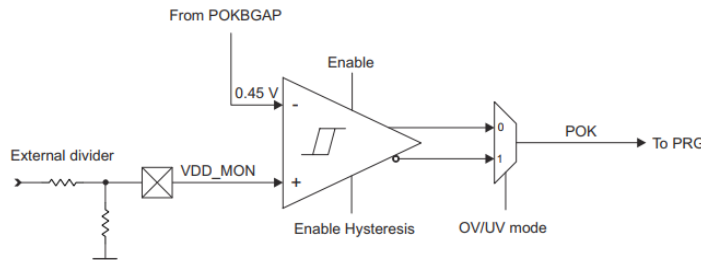 From POKBGAP
Enable
0.45 V
-
0
POK
To PRG
External divider
VDD_MON
1
+
Enable Hysteresis
OV/UV mode